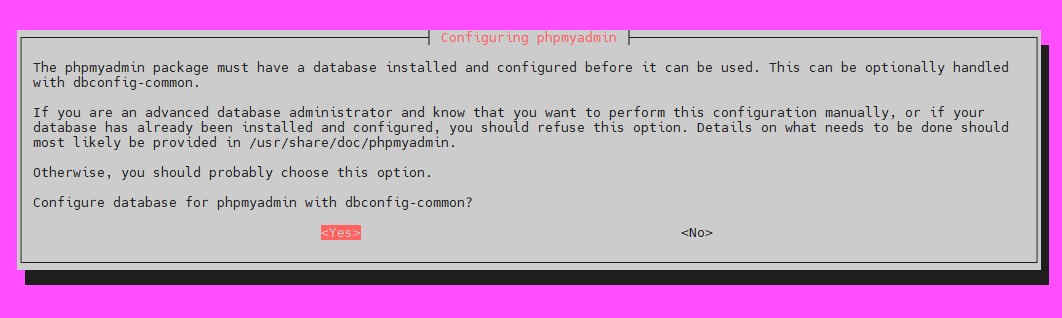 Configuring phpmyadmin
The phpmyadmin package must have a database installed and configured before it can be used. This can be optionally handled
with dbconfig-common.
If you are an advanced database administrator and know that you want to perform this configuration manually, or if your
database has already been installed and configured, you should refuse this option. Details on what needs to be done should
most likely be provided in /usr/share/doc/phpmyadmin.
Otherwise, you should probably choose this option.
Configure database for phpmyadmin with dbconfig-common?
<Yes> <No>